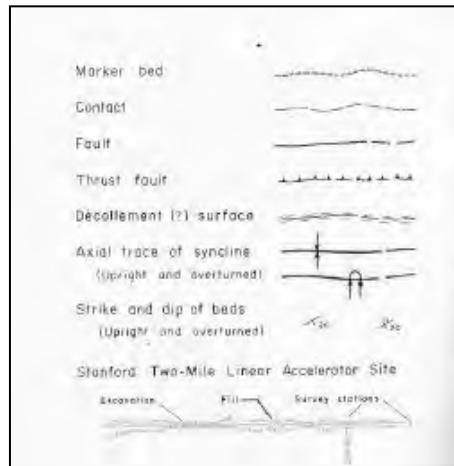 Marker bed
Contact
Fault
Thrust fault
Décollement (?) surface
Axial trace of syncline
(Upright and overturned)
Strike and dip of beds
(Upright and overturned)
Stanford Two-Mile Linear Accelerator Site
Excavation Fill Survey stations